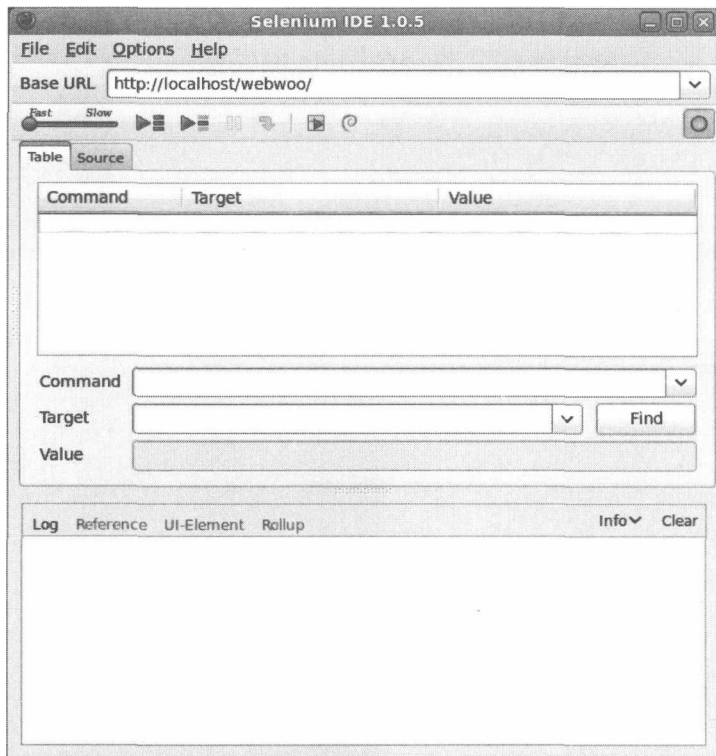 Selenium IDE 1.0.5
File Edit Options Help
Base URL http://localhost/webwoo/
Fast Slow
Table Source
Command Target Value
Command
Target Find
Value
Log Reference UI-Element Rollup Info Clear